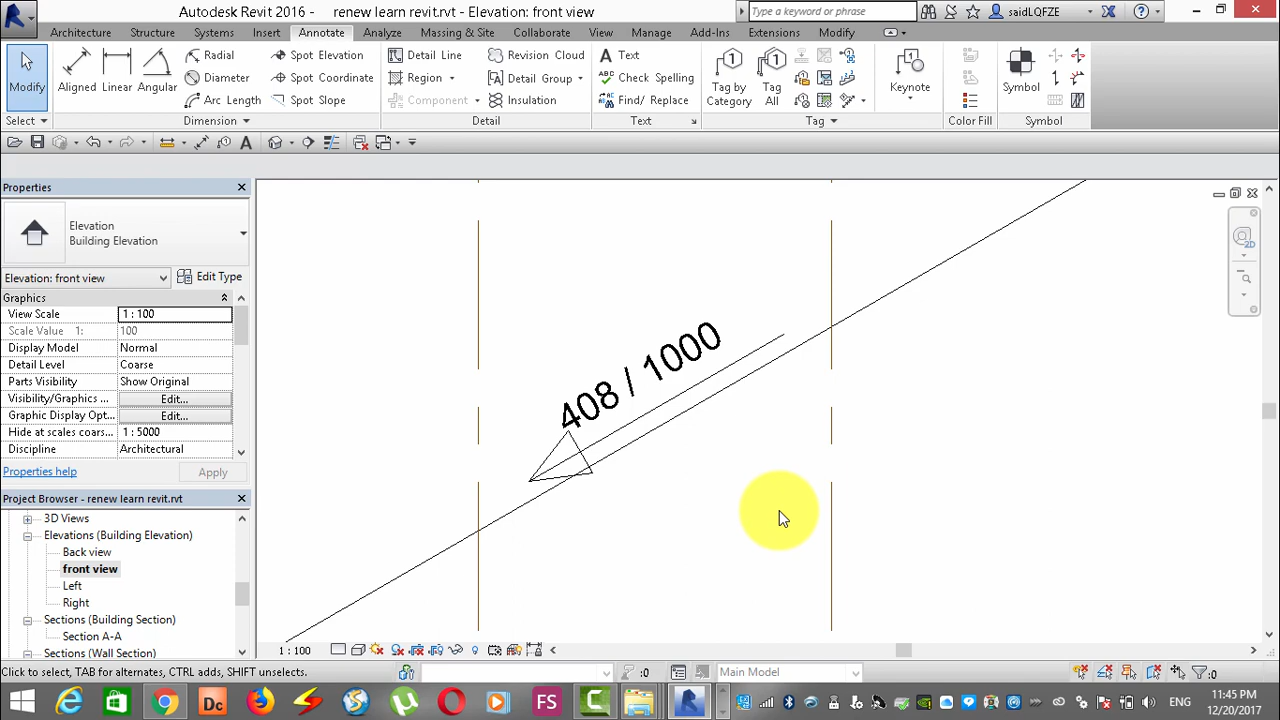 Autodesk Revit 2016 - renew learn revit.rvt - Elevation: front view
Type a keyword or phrase
saidLQFZE
Architecture Structure Systems Insert Annotate Analyze Massing & Site Collaborate View Manage Add-Ins Extensions Modify
Modify
Select
Aligned Linear Angular
Radial
Diameter
Arc Length
Spot Elevation
Spot Coordinate
Spot Slope
Dimension
Detail Line
Region
Component
Revision Cloud
Detail Group
Insulation
Detail
Text
Check Spelling
Find/ Replace
Text
Tag by Category
Tag All
Tag
Keynote
Color Fill
Symbol
Symbol
Properties
Elevation
Building Elevation
Elevation: front view
Edit Type
Graphics
View Scale 1 : 100
Scale Value 1: 100
Display Model Normal
Detail Level Coarse
Parts Visibility Show Original
Visibility/Graphics ... Edit...
Graphic Display Opt... Edit...
Hide at scales coars... 1 : 5000
Discipline Architectural
Properties help
Apply
Project Browser - renew learn revit.rvt
3D Views
Elevations (Building Elevation)
Back view
front view
Left
Right
Sections (Building Section)
Section A-A
Sections (Wall Section)
408 / 1000
2D
1 : 100
Click to select, TAB for alternates, CTRL adds, SHIFT unselects.
:0
Main Model
:0
Dc
FS
ENG
11:45 PM
12/20/2017